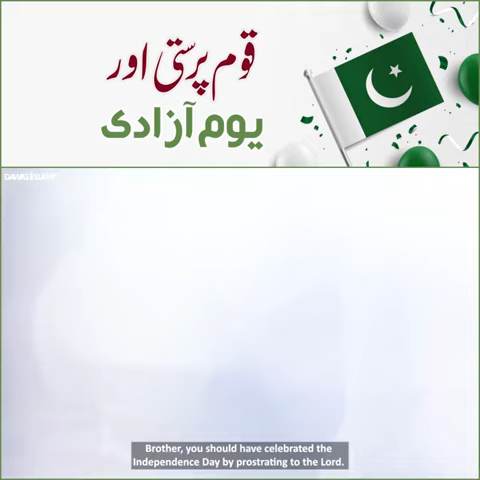 قوم پرستی اور
یوم آزادی
Brother, you should have celebrated the
Independence Day by prostrating to the Lord.